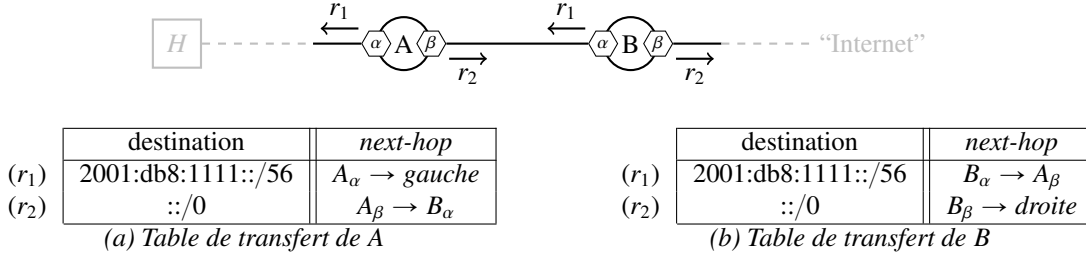 r₁ r₁
H α A β α B β “Internet”
r₂ r₂
destination next-hop destination next-hop
(r₁) 2001:db8:1111::/56 Aα → gauche (r₁) 2001:db8:1111::/56 Bα → Aβ
(r₂) ::/0 Aβ → Bα (r₂) ::/0 Bβ → droite
(a) Table de transfert de A (b) Table de transfert de B